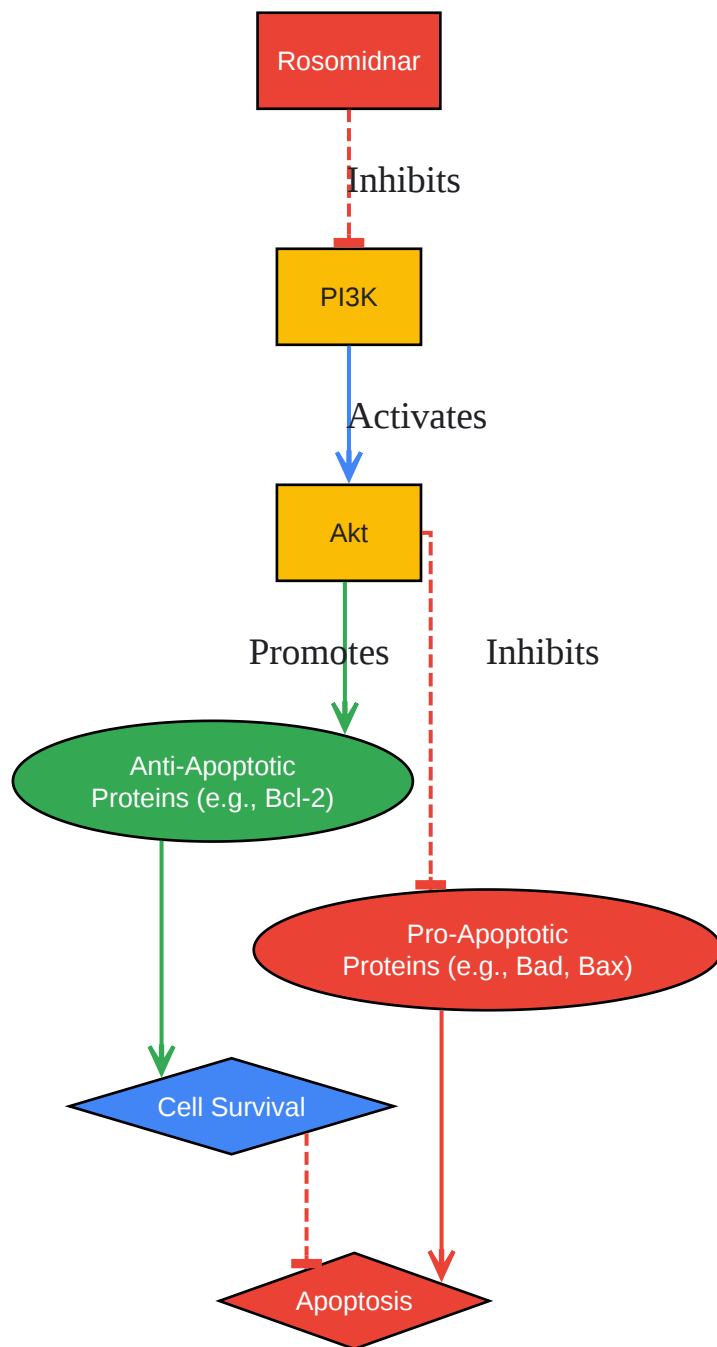 Rosomidnar
Inhibits
PI3K
Activates
Akt
Promotes
Inhibits
Anti-Apoptotic
Proteins (e.g., Bcl-2)
Pro-Apoptotic
Proteins (e.g., Bad, Bax)
Cell Survival
Apoptosis